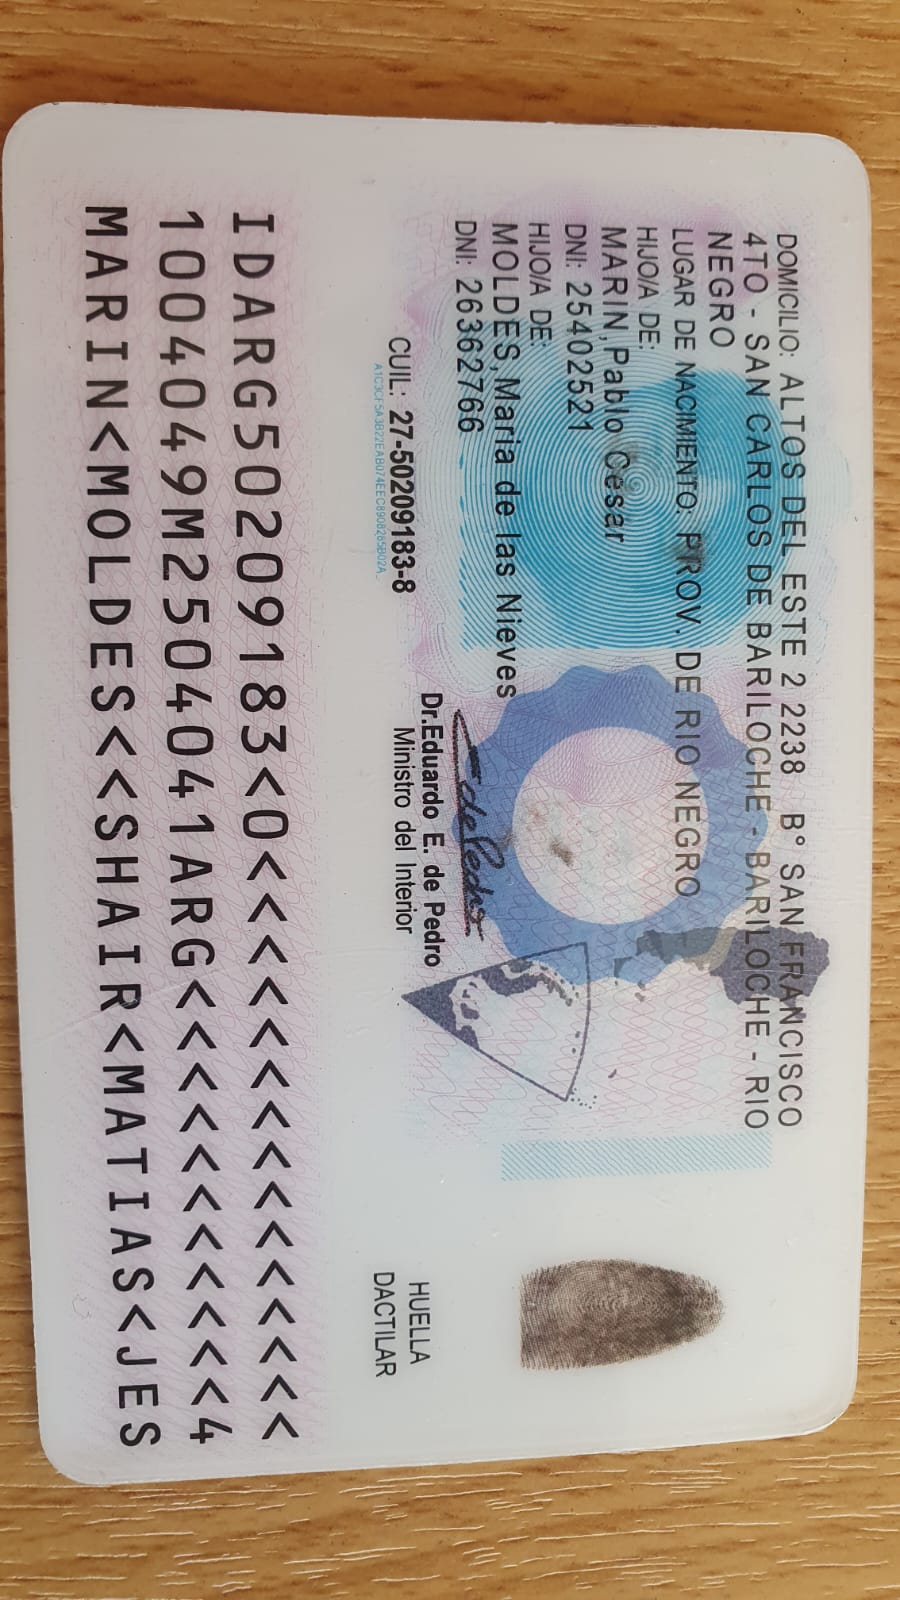 DOMICILIO: ALTOS DEL ESTE 2 2238 B° SAN FRANCISCO
4TO - SAN CARLOS DE BARILOCHE - BARILOCHE - RIO
NEGRO
LUGAR DE NACIMIENTO: PROV. DE RIO NEGRO
HIJO/A DE:
MARIN,Pablo Cesar
DNI: 25402521
HIJO/A DE:
MOLDES,Maria de las Nieves
DNI: 26362766
CUIL: 27-50209183-8
Dr.Eduardo E. de Pedro
Ministro del Interior
HUELLA
DACTILAR
IDARG50209183<0<<<<<<<<<<<<<<<
1004049M2504041ARG<<<<<<<<<<<4
MARIN<MOLDES<<SHAIR<MATIAS<JES